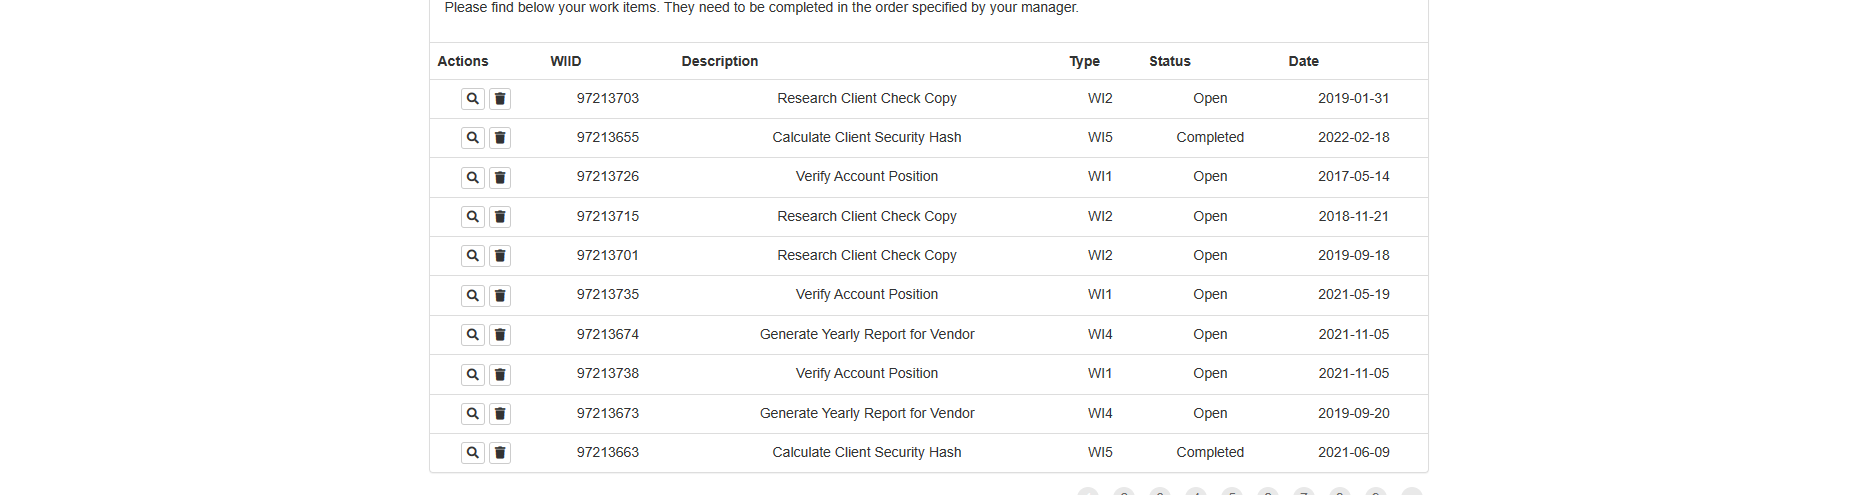 Please find below your work items. They need to be completed in the order specified by your manager.
Actions WIID Description Type Status Date
97213703 Research Client Check Copy WI2 Open 2019-01-31
97213655 Calculate Client Security Hash WI5 Completed 2022-02-18
97213726 Verify Account Position WI1 Open 2017-05-14
97213715 Research Client Check Copy WI2 Open 2018-11-21
97213701 Research Client Check Copy WI2 Open 2019-09-18
97213735 Verify Account Position WI1 Open 2021-05-19
97213674 Generate Yearly Report for Vendor WI4 Open 2021-11-05
97213738 Verify Account Position WI1 Open 2021-11-05
97213673 Generate Yearly Report for Vendor WI4 Open 2019-09-20
97213663 Calculate Client Security Hash WI5 Completed 2021-06-09